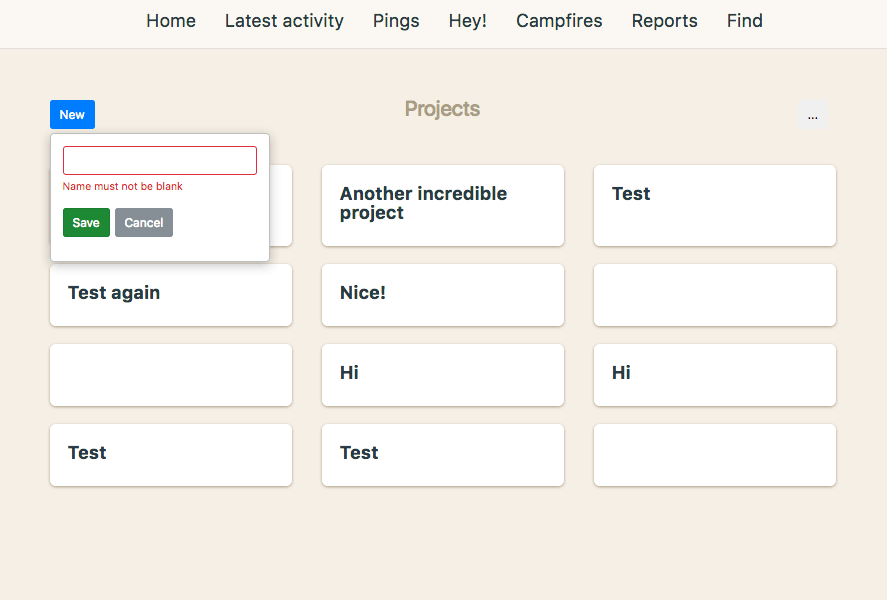 Home Latest activity Pings Hey! Campfires Reports Find
New
Projects
...
Name must not be blank
Save Cancel
Another incredible
project
Test
Test again
Nice!
Hi
Hi
Test
Test